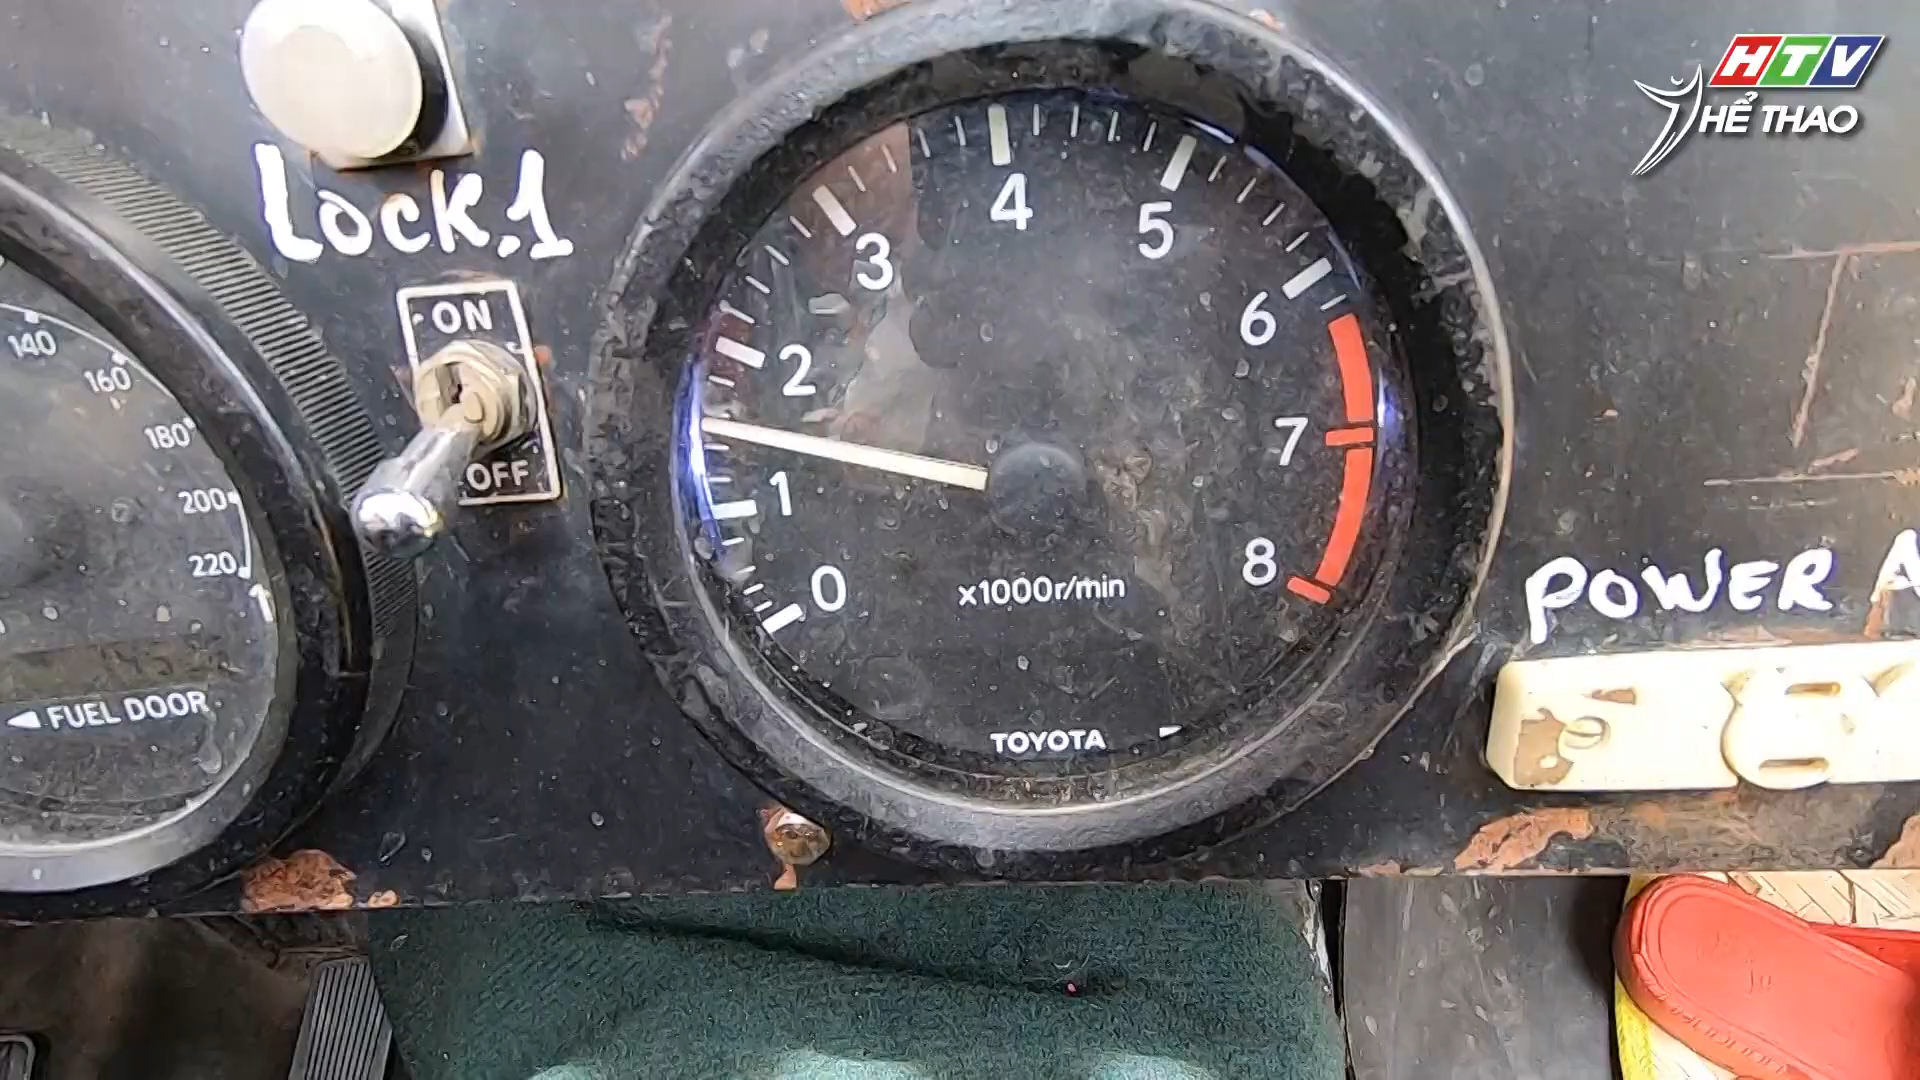 HTV
THỂ THAO
LOCK.1
ON
OFF
140
160
180
200
220
FUEL DOOR
0
1
2
3
4
5
6
7
8
x1000r/min
TOYOTA
POWER A